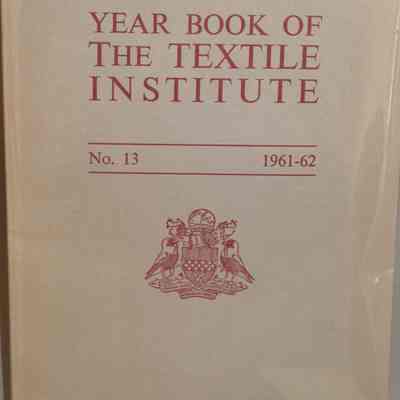 YEAR BOOK OF
THE TEXTILE
INSTITUTE
No. 13 1961-62